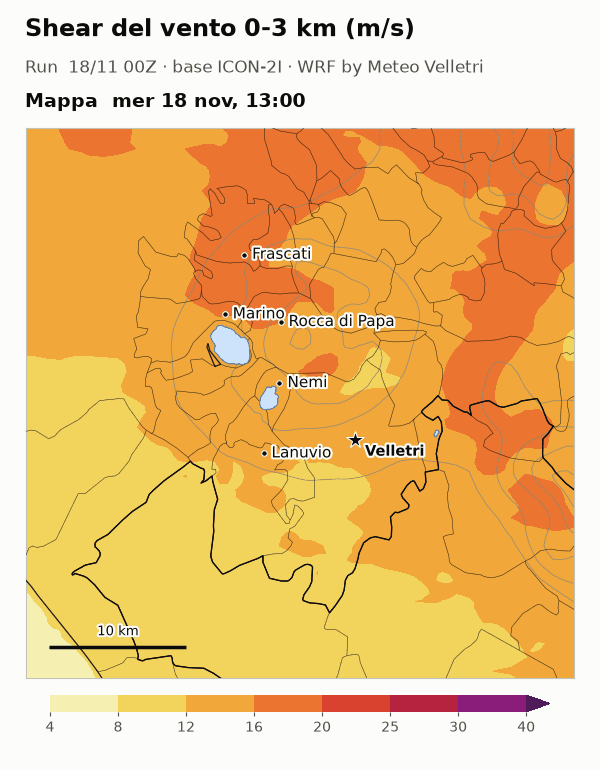 Shear del vento 0-3 km (m/s)
Run  18/11 00Z · base ICON-2I · WRF by Meteo Velletri
Mappa  mer 18 nov, 13:00
Frascati
Marino
Rocca di Papa
Nemi
Velletri
Lanuvio
10 km
4 8 12 16 20 25 30 40